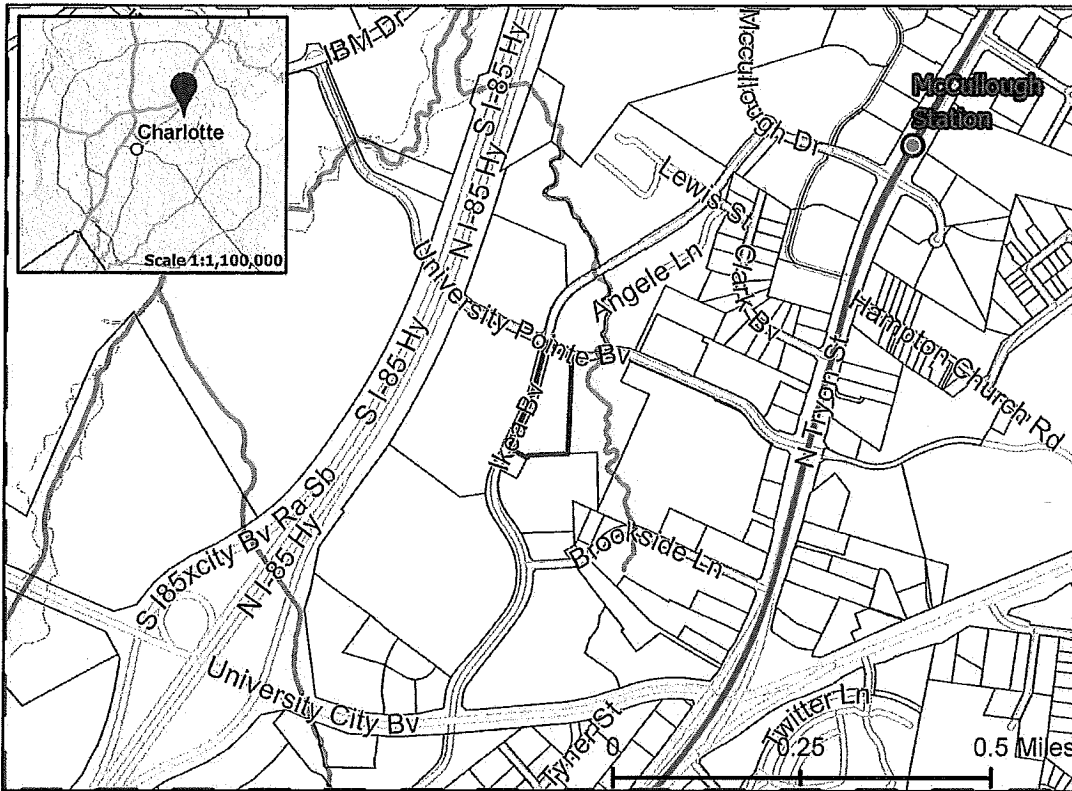 IBM Dr
S I-85 Hy
Mccullough Dr
McCullough
Station
Charlotte
Scale 1:1,100,000
N I-85 Hy
Lewis St
University Pointe Bv
Angele Ln
Clark Bv
Hampton Church Rd
S I-85 Hy
N Tryon St
Ikea Bv
S I85xcity Bv Ra Sb
N I-85 Hy
Brookside Ln
University City Bv
Tyner St
Twitter Ln
0
0.25
0.5 Miles